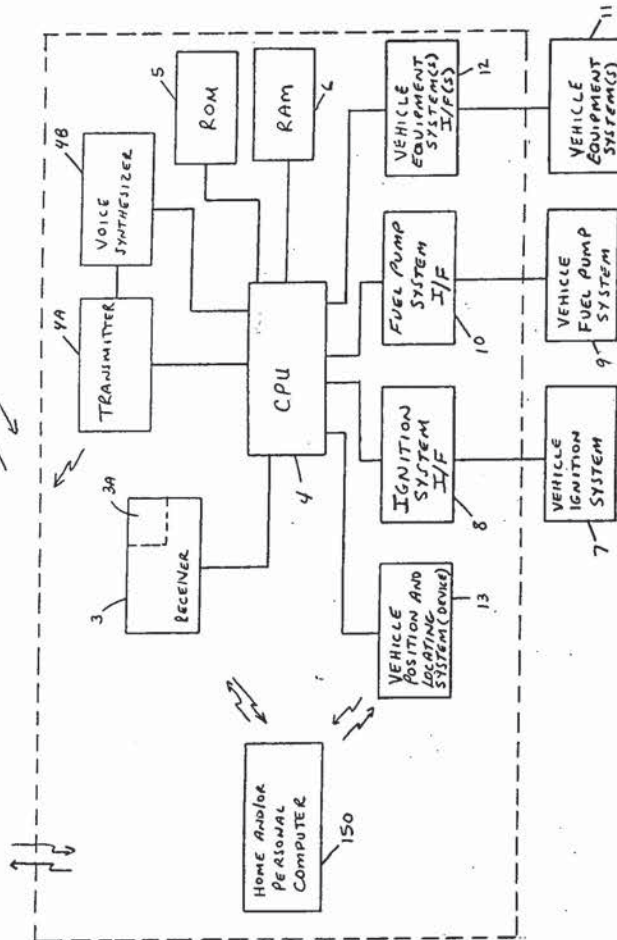 HOME AND/OR
PERSONAL
COMPUTER
150
3
3A
RECEIVER
4A
TRANSMITTER
4B
VOICE
SYNTHESIZER
5
ROM
RAM
6
CPU
4
VEHICLE
POSITION AND
LOCATING
SYSTEM (DEVICE)
13
IGNITION
SYSTEM
I/F
8
FUEL PUMP
SYSTEM
I/F
10
VEHICLE
EQUIPMENT
SYSTEM(S)
I/F(S)
12
VEHICLE
IGNITION
SYSTEM
7
VEHICLE
FUEL PUMP
SYSTEM
9
VEHICLE
EQUIPMENT
SYSTEM(S)
11